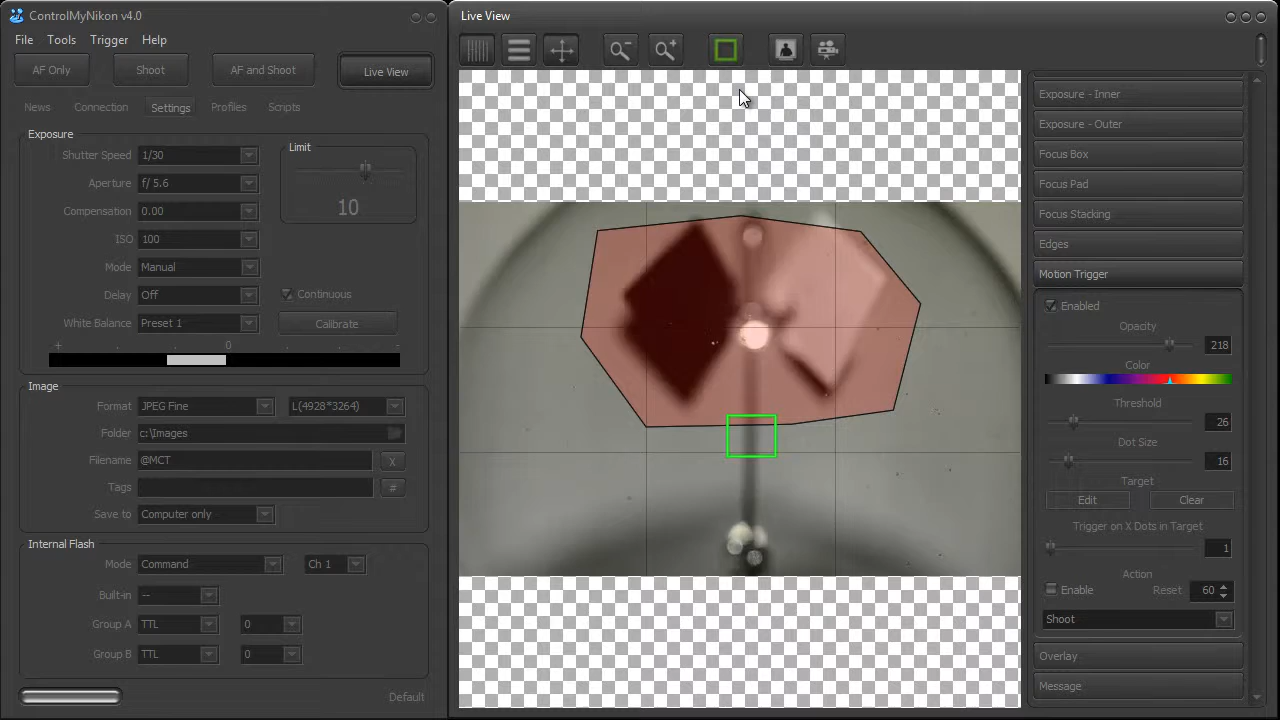 ControlMyNikon v4.0
File Tools Trigger Help
AF Only Shoot AF and Shoot Live View
News Connection Settings Profiles Scripts
Exposure
Shutter Speed 1/30
Aperture f/ 5.6
Compensation 0.00
ISO 100
Mode Manual
Delay Off
White Balance Preset 1
Limit
10
Continuous
Calibrate
+ . 0 . -
Image
Format JPEG Fine L(4928*3264)
Folder c:\Images
Filename @MCT X
Tags #
Save to Computer only
Internal Flash
Mode Command Ch 1
Built-in --
Group A TTL 0
Group B TTL 0
Default
Live View
Exposure - Inner
Exposure - Outer
Focus Box
Focus Pad
Focus Stacking
Edges
Motion Trigger
Enabled
Opacity
218
Color
Threshold
26
Dot Size
16
Target
Edit Clear
Trigger on X Dots in Target
1
Action
Enable Reset 60
Shoot
Overlay
Message